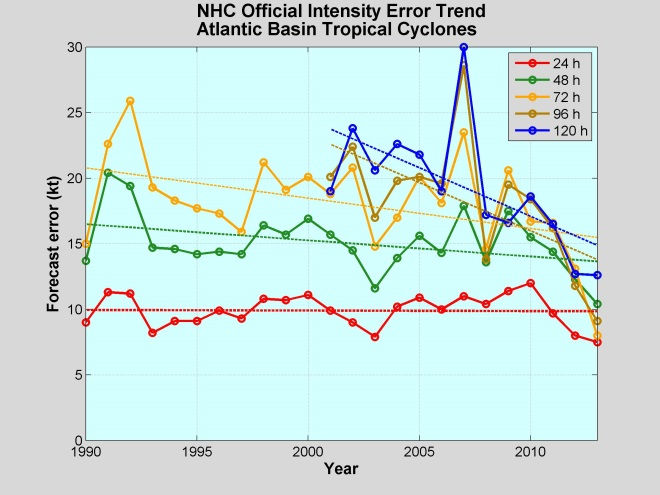 NHC Official Intensity Error Trend
Atlantic Basin Tropical Cyclones
30
25
20
15
10
5
0
Forecast error (kt)
24 h
48 h
72 h
96 h
120 h
1990
1995
2000
2005
2010
Year